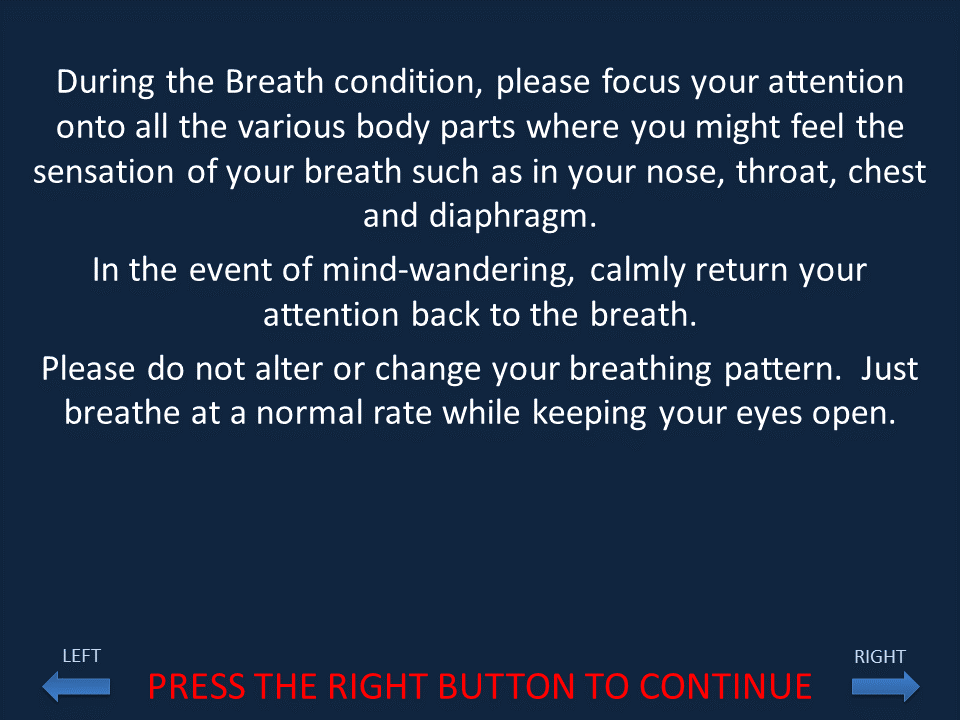 During the Breath condition, please focus your attention
onto all the various body parts where you might feel the
sensation of your breath such as in your nose, throat, chest
and diaphragm.
In the event of mind-wandering, calmly return your
attention back to the breath.
Please do not alter or change your breathing pattern.  Just
breathe at a normal rate while keeping your eyes open.
LEFT
RIGHT
PRESS THE RIGHT BUTTON TO CONTINUE